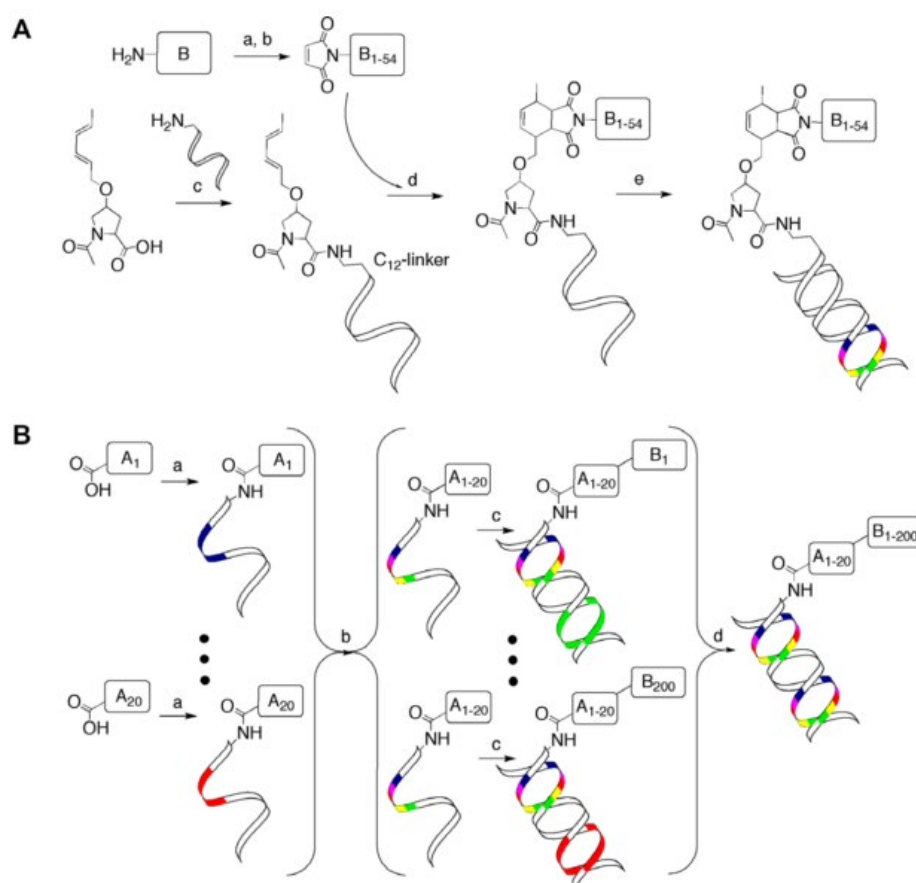 A
H₂N B a, b O N B₁₋₅₄ O
H₂N
O N B₁₋₅₄ O
O N B₁₋₅₄ O
c d e
O O O O
N OH N NH C₁₂-linker N NH N NH
O O O O O O O O
B
O A₁ a O A₁ O A₁₋₂₀ O A₁₋₂₀ B₁
OH NH NH c NH
b d O A₁₋₂₀ B₁₋₂₀₀
NH
O A₂₀ a O A₂₀ O A₁₋₂₀ O A₁₋₂₀ B₂₀₀
OH NH NH c NH